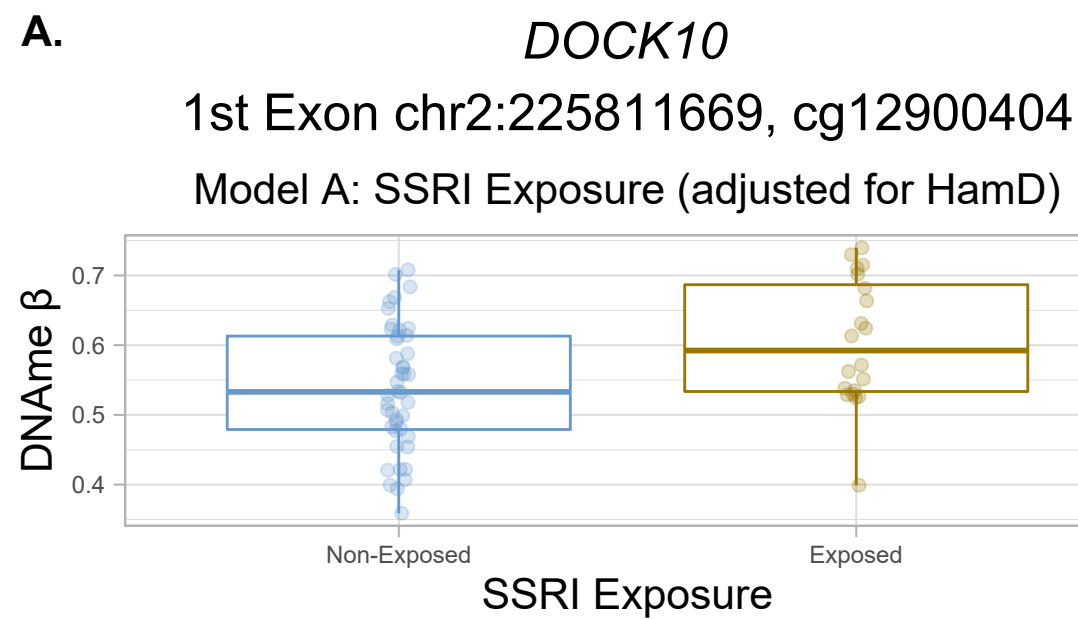 A.
DOCK10
1st Exon chr2:225811669, cg12900404
Model A: SSRI Exposure (adjusted for HamD)
DNAme β
0.7
0.6
0.5
0.4
Non-Exposed
Exposed
SSRI Exposure